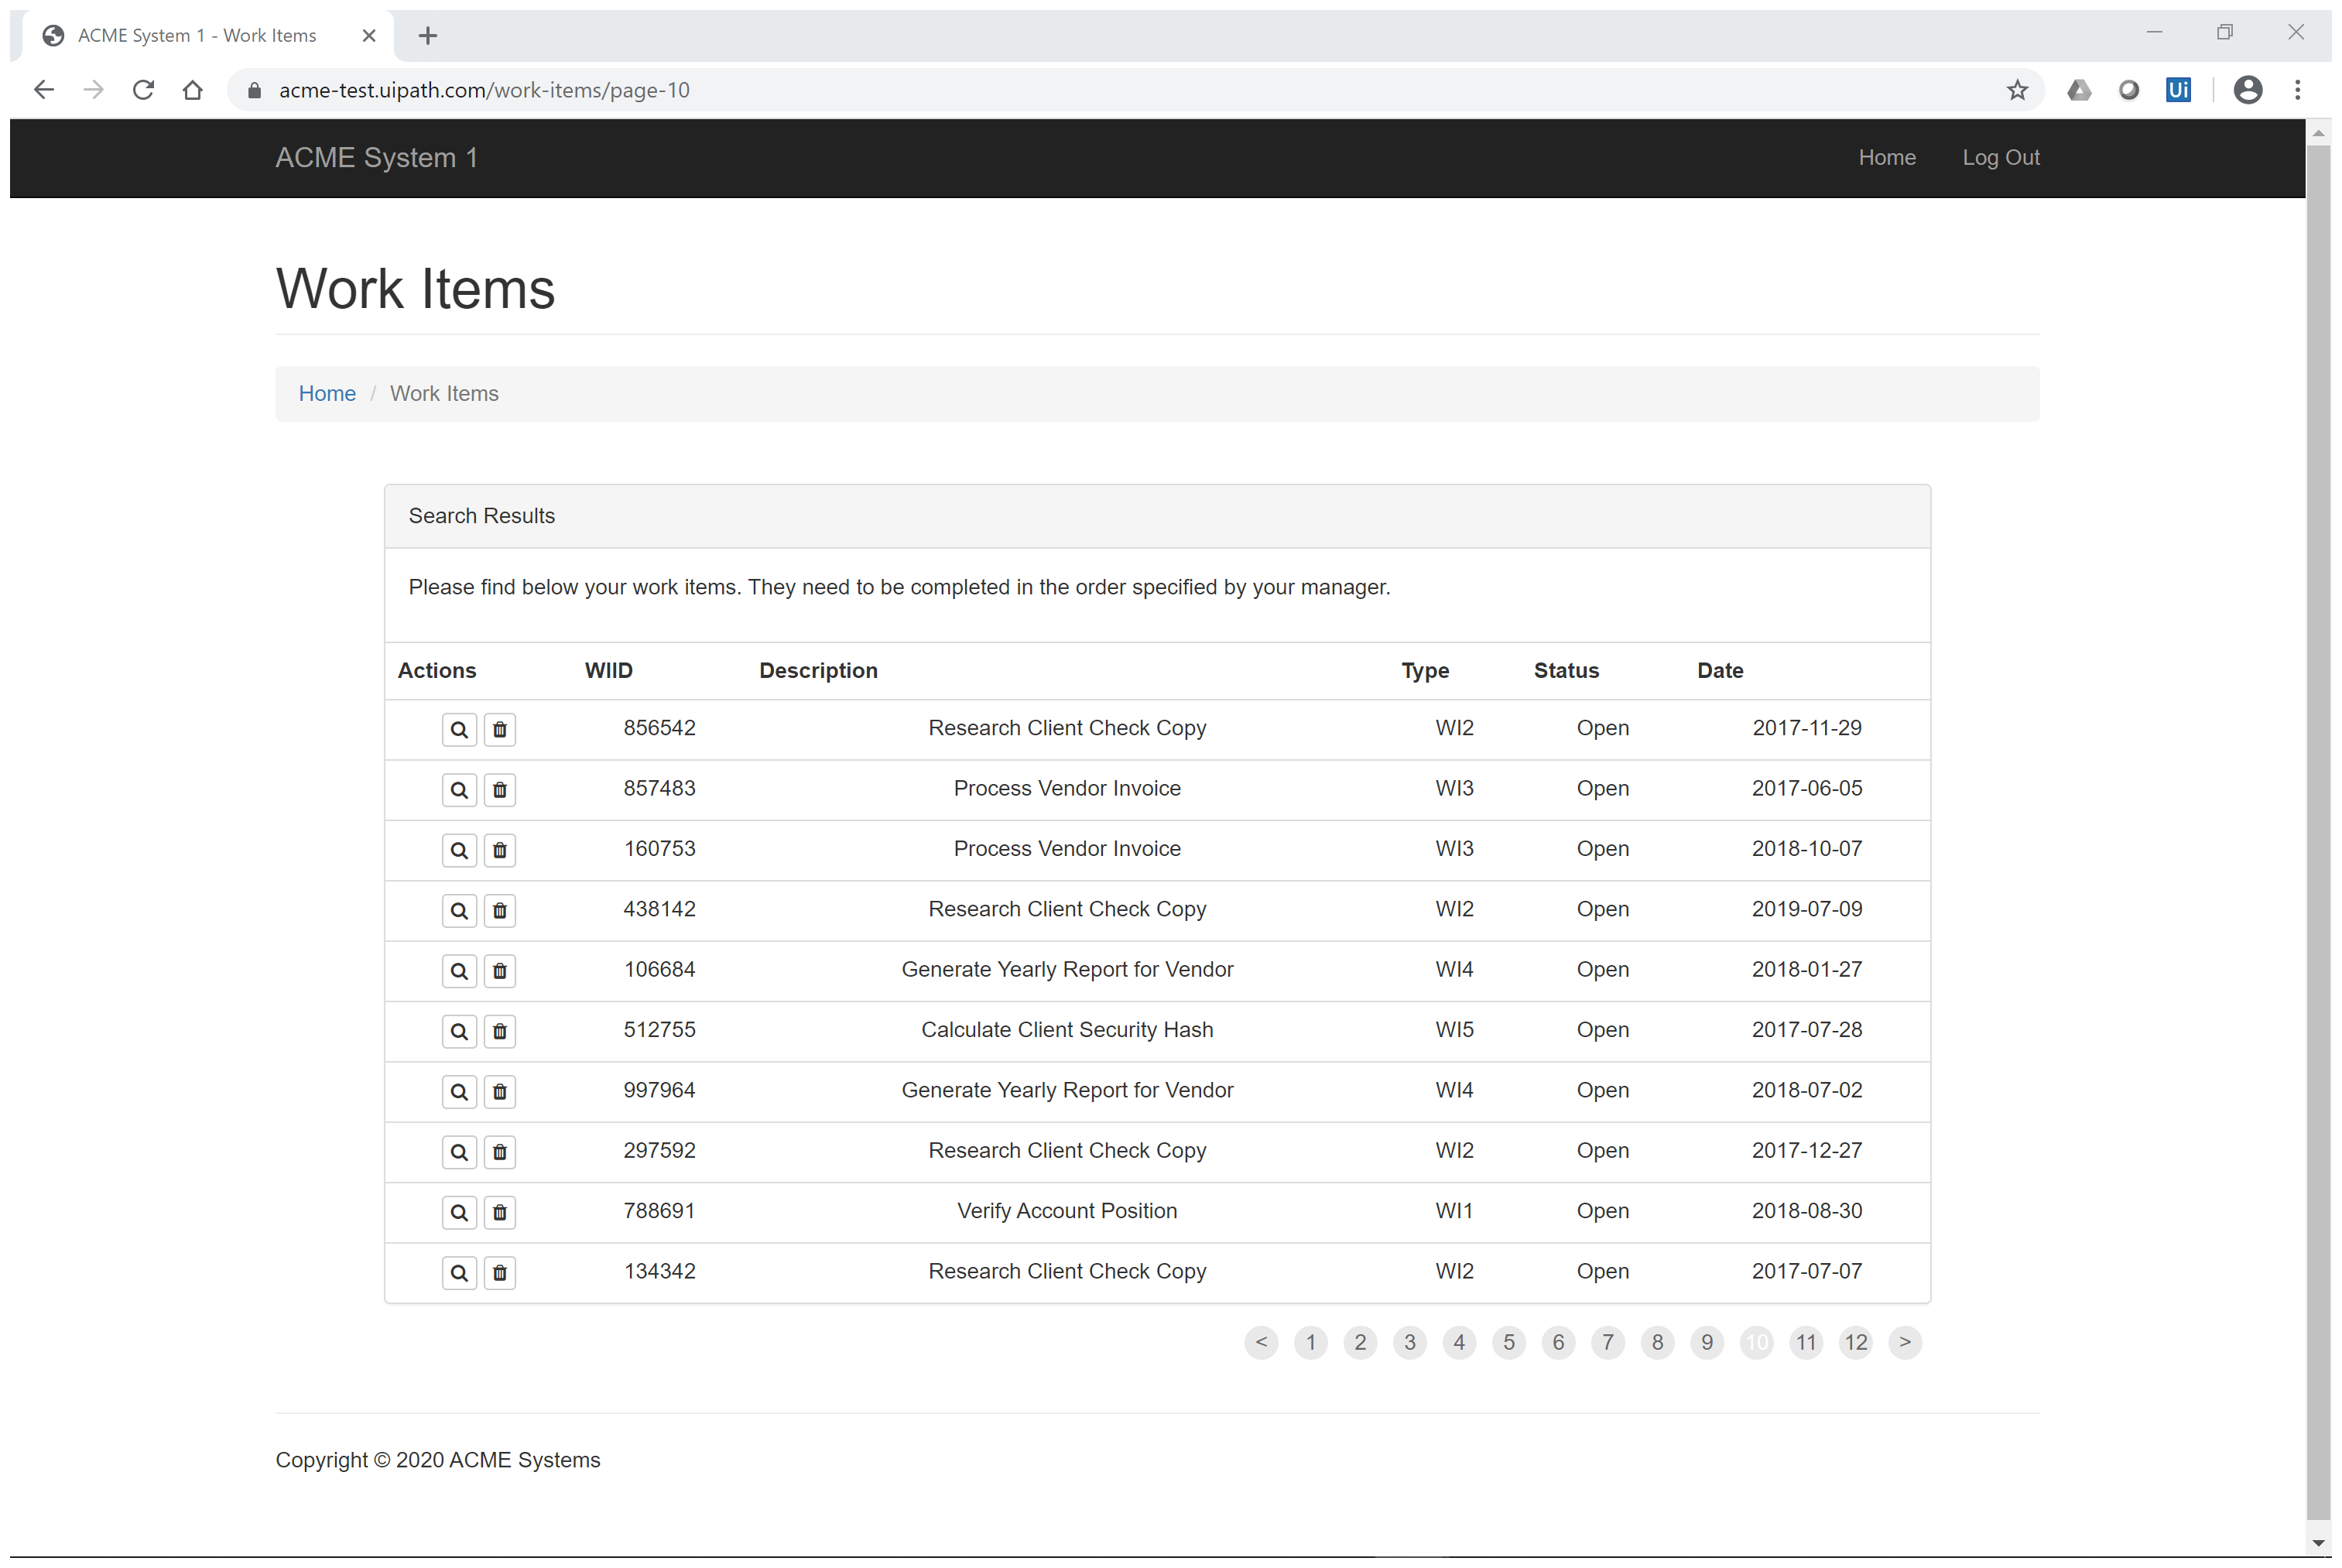 ACME System 1 - Work Items
acme-test.uipath.com/work-items/page-10
Ui
ACME System 1 Home Log Out
Work Items
Home / Work Items
Search Results
Please find below your work items. They need to be completed in the order specified by your manager.
Actions WIID Description Type Status Date
856542 Research Client Check Copy WI2 Open 2017-11-29
857483 Process Vendor Invoice WI3 Open 2017-06-05
160753 Process Vendor Invoice WI3 Open 2018-10-07
438142 Research Client Check Copy WI2 Open 2019-07-09
106684 Generate Yearly Report for Vendor WI4 Open 2018-01-27
512755 Calculate Client Security Hash WI5 Open 2017-07-28
997964 Generate Yearly Report for Vendor WI4 Open 2018-07-02
297592 Research Client Check Copy WI2 Open 2017-12-27
788691 Verify Account Position WI1 Open 2018-08-30
134342 Research Client Check Copy WI2 Open 2017-07-07
< 1 2 3 4 5 6 7 8 9 10 11 12 >
Copyright © 2020 ACME Systems